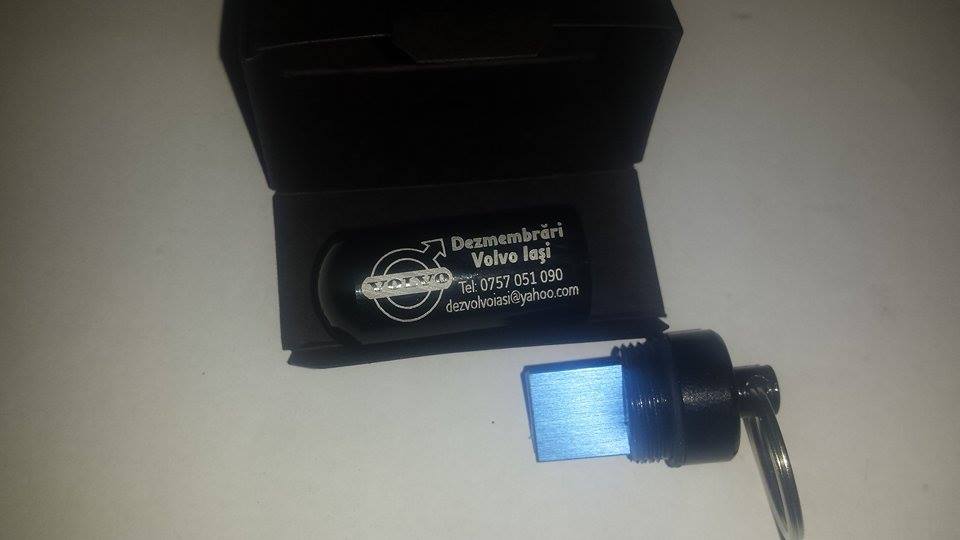 VOLVO
Dezmembrări
Volvo Iaşi
Tel: 0757 051 090
dezvolvoiasi@yahoo.com